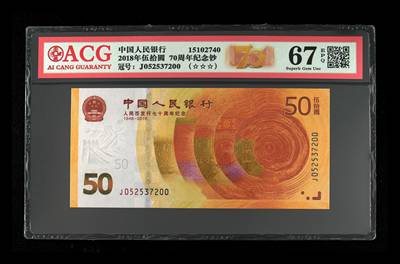 ACG
AI CANG GUARANTY
中国人民银行 15102740
2018年伍拾圆 70周年纪念钞
冠号: J052537200 (☆☆☆)
70
67
EPQ
Superb Gem Unc
中国人民银行
人民币发行七十周年纪念
1948-2018
50
伍拾圆
50
J052537200
50
J052537200